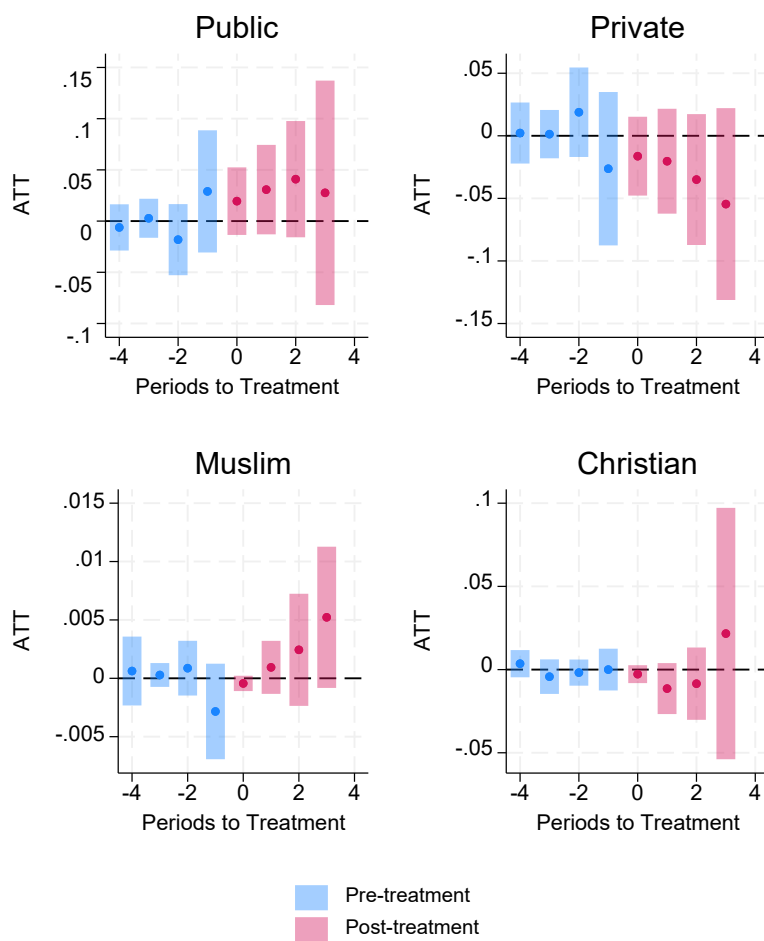 Public
.15
.1
.05
0
-.05
-.1
ATT
-4 -2 0 2 4
Periods to Treatment
Private
.05
0
-.05
-.1
-.15
ATT
-4 -2 0 2 4
Periods to Treatment
Muslim
.015
.01
.005
0
-.005
ATT
-4 -2 0 2 4
Periods to Treatment
Christian
.1
.05
0
-.05
ATT
-4 -2 0 2 4
Periods to Treatment
Pre-treatment
Post-treatment